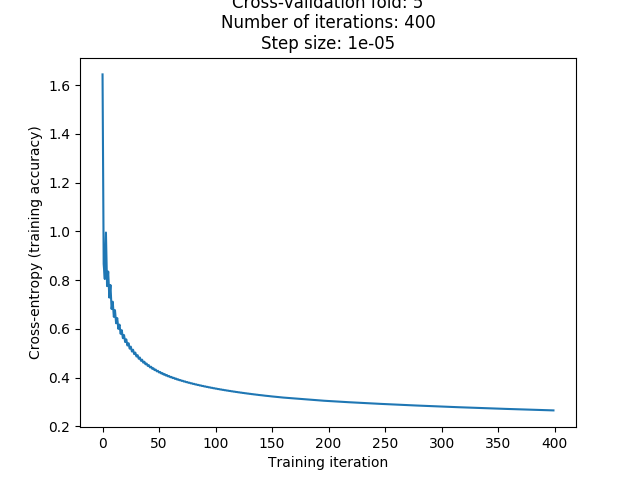 Cross-validation fold: 5
Number of iterations: 400
Step size: 1e-05
1.6
1.4
1.2
1.0
0.8
0.6
0.4
0.2
Cross-entropy (training accuracy)
0 50 100 150 200 250 300 350 400
Training iteration